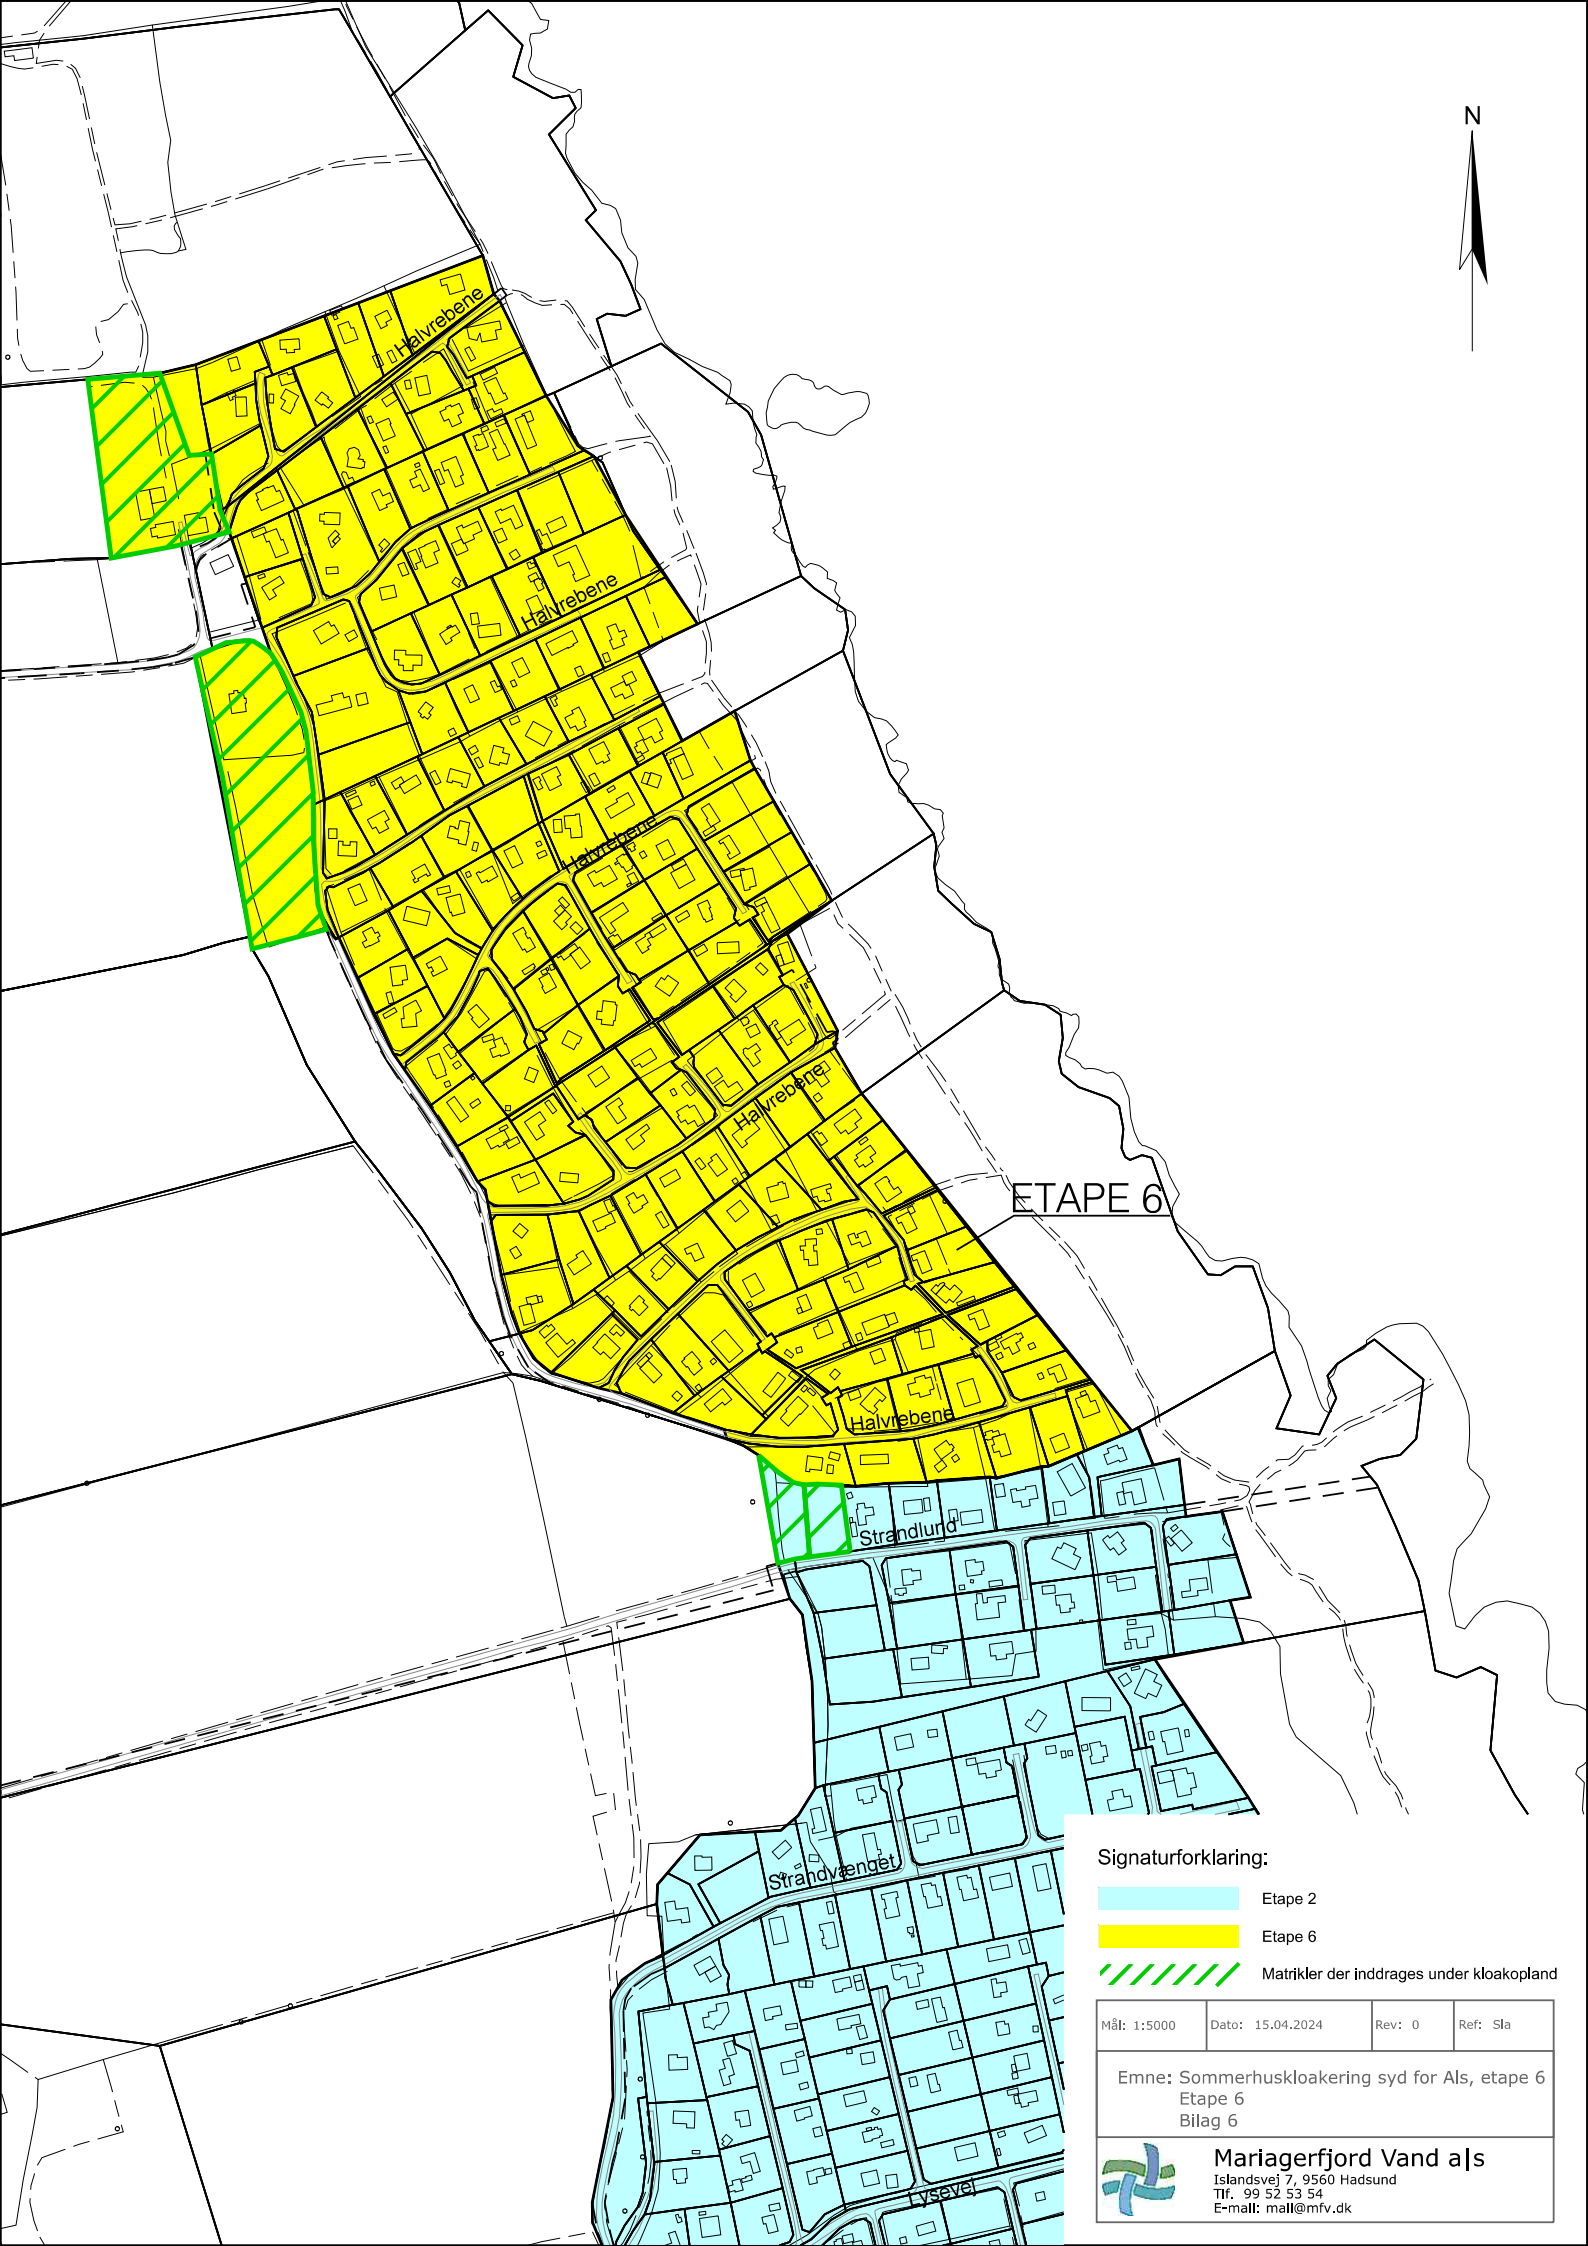 N
Halvrebene
Halvrebene
Halvrebene
Halvrebene
ETAPE 6
Halvrebene
Strandlund
Strandvænget
Lysevej
Signaturforklaring:
Etape 2
Etape 6
Matrikler der inddrages under kloakopland
Mål: 1:5000 Dato: 15.04.2024 Rev: 0 Ref: Sla
Emne: Sommerhuskloakering syd for Als, etape 6
Etape 6
Bilag 6
Mariagerfjord Vand a|s
Islandsvej 7, 9560 Hadsund
Tlf. 99 52 53 54
E-mail: mail@mfv.dk